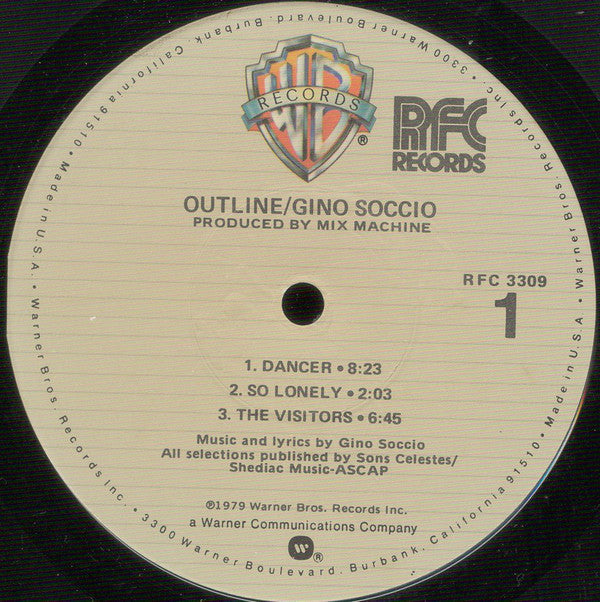 WB
RECORDS
®
RFC
RECORDS
OUTLINE/GINO SOCCIO
PRODUCED BY MIX MACHINE
RFC 3309
1
1. DANCER • 8:23
2. SO LONELY • 2:03
3. THE VISITORS • 6:45
Music and lyrics by Gino Soccio
All selections published by Sons Celestes/
Shediac Music-ASCAP
℗1979 Warner Bros. Records Inc.
a Warner Communications Company
W®
Made in U.S.A. • Warner Bros. Records Inc. • 3300 Warner Boulevard, Burbank, California 91510 • Made in U.S.A. • Warner Bros. Records Inc. • 3300 Warner Boulevard, Burbank, California 91510 •